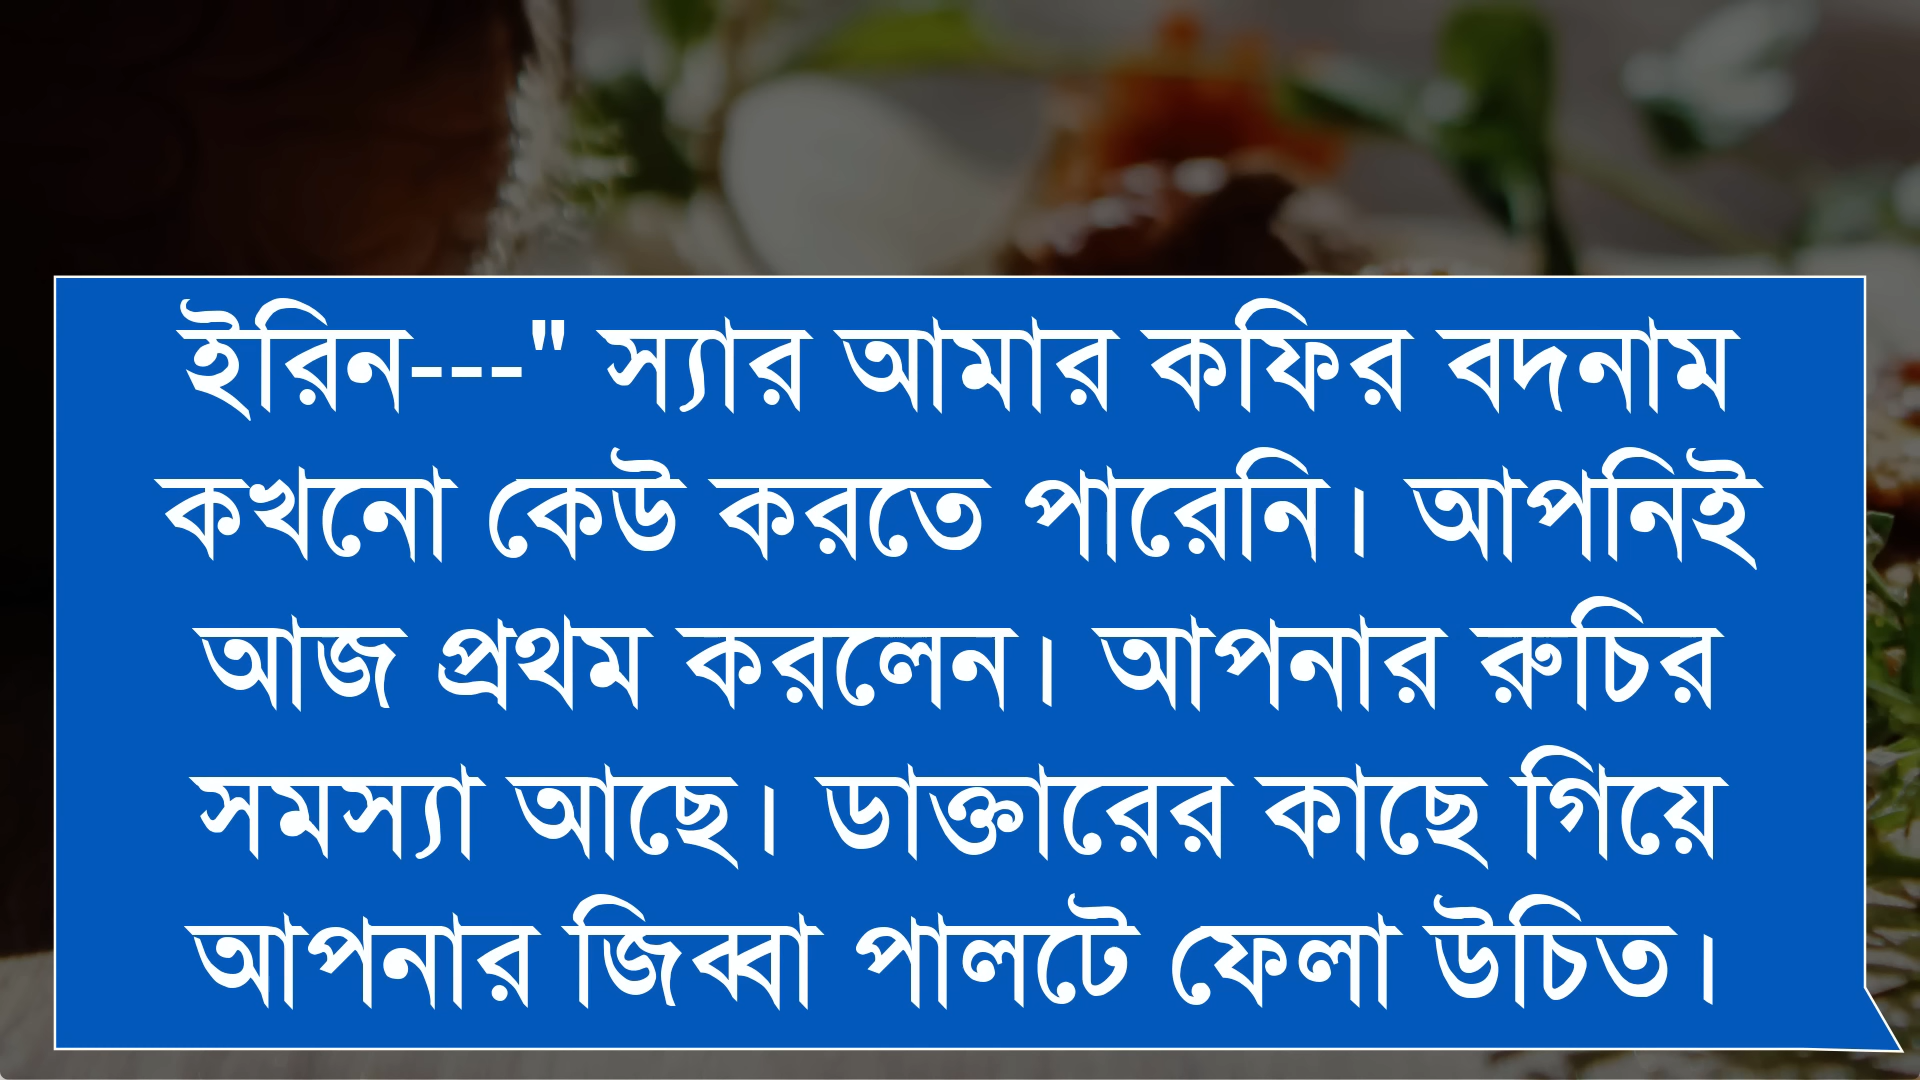 ইরিন---" স্যার আমার কফির বদনাম
কখনো কেউ করতে পারেনি। আপনিই
আজ প্রথম করলেন। আপনার রুচির
সমস্যা আছে। ডাক্তারের কাছে গিয়ে
আপনার জিব্বা পালটে ফেলা উচিত।